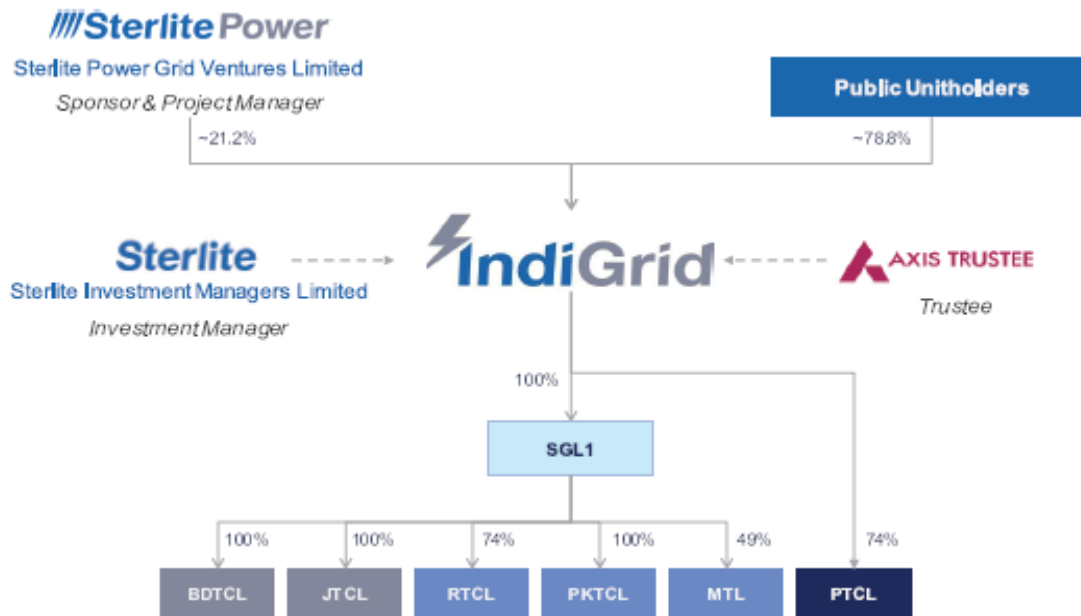 Sterlite Power
Sterlite Power Grid Ventures Limited
Sponsor & Project Manager
Public Unitholders
~21.2%
~78.8%
Sterlite
Sterlite Investment Managers Limited
Investment Manager
IndiGrid
AXIS TRUSTEE
Trustee
100%
SGL1
100%
100%
74%
100%
49%
74%
BDTCL
JTCL
RTCL
PKTCL
MTL
PTCL